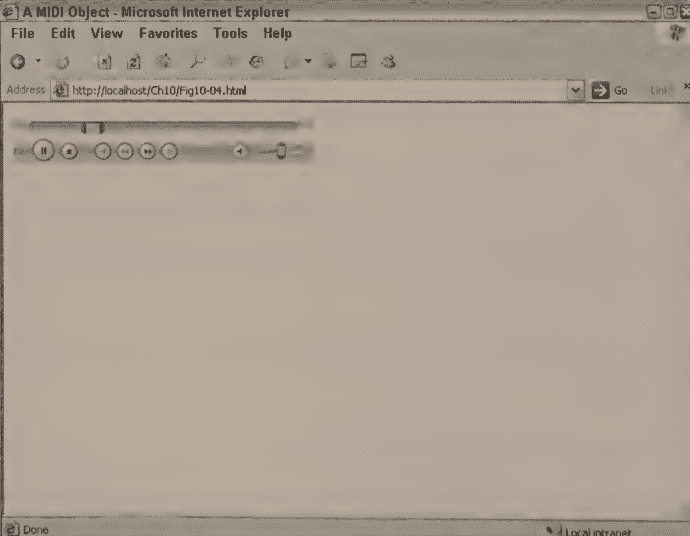 A MIDI Object - Microsoft Internet Explorer
File Edit View Favorites Tools Help
Address http://localhost/Ch10/Fig10-04.html Go Links
Done Local intranet